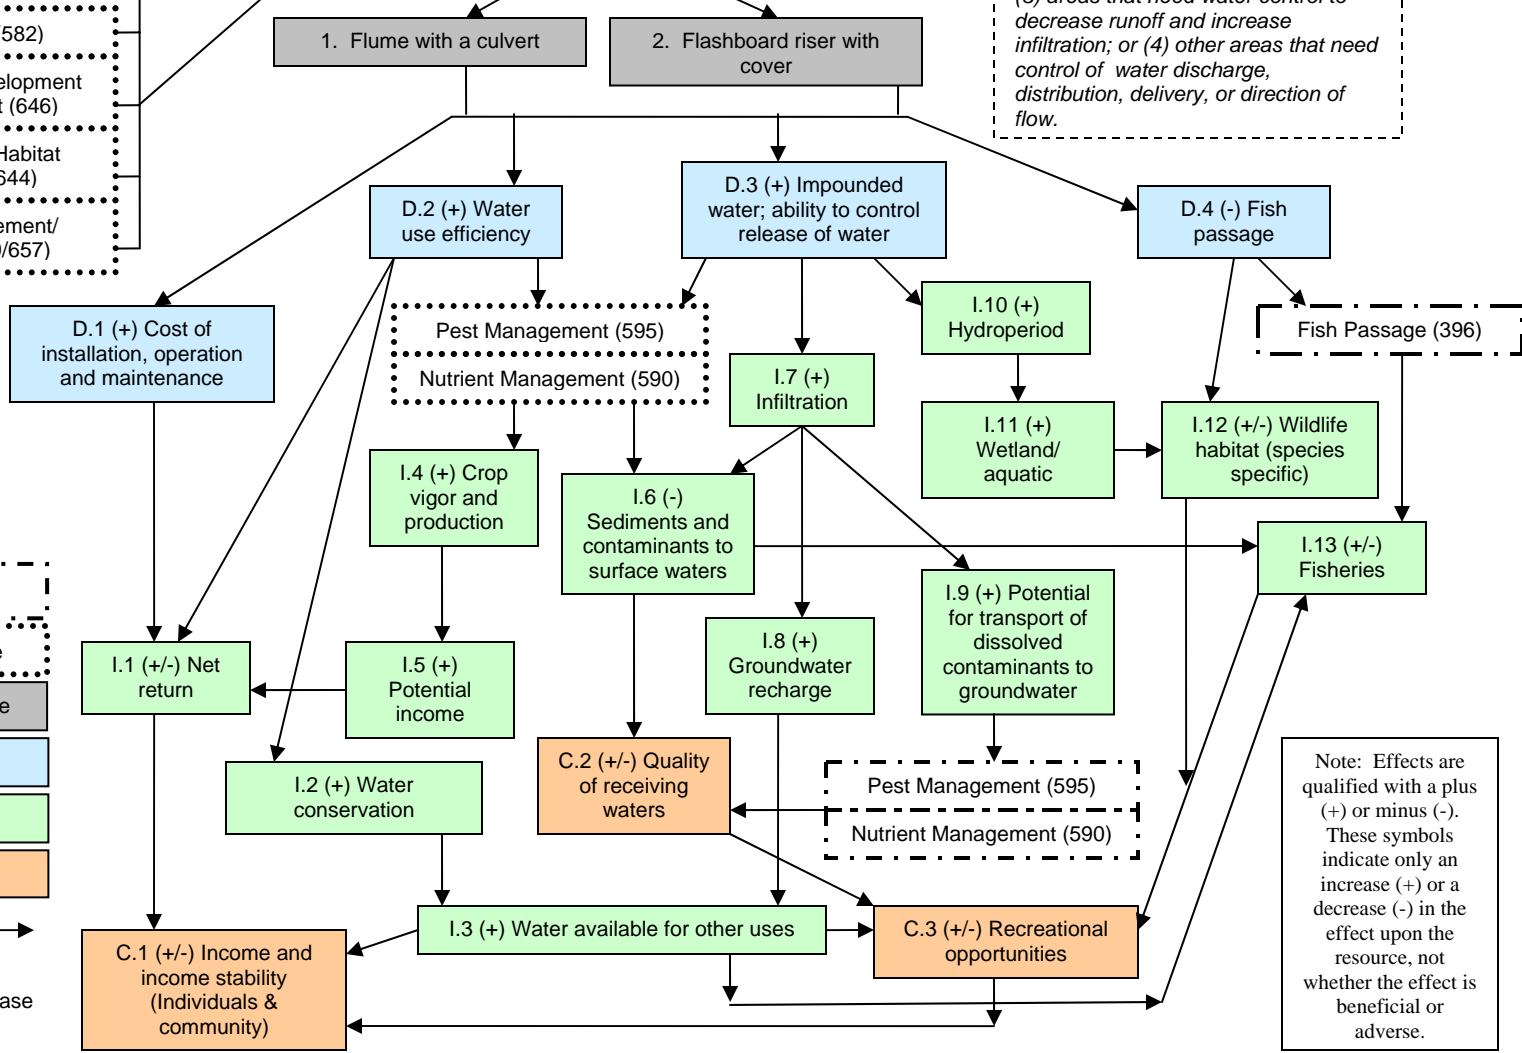 (3) areas that need water control to
decrease runoff and increase
infiltration; or (4) other areas that need
control of water discharge,
distribution, delivery, or direction of
flow.
582)
elopment
(646)
Habitat
644)
ement/
/657)
1. Flume with a culvert
2. Flashboard riser with
cover
D.2 (+) Water
use efficiency
D.3 (+) Impounded
water; ability to control
release of water
D.4 (-) Fish
passage
D.1 (+) Cost of
installation, operation
and maintenance
Pest Management (595)
Nutrient Management (590)
I.10 (+)
Hydroperiod
Fish Passage (396)
I.7 (+)
Infiltration
I.11 (+)
Wetland/
aquatic
I.12 (+/-) Wildlife
habitat (species
specific)
I.4 (+) Crop
vigor and
production
I.6 (-)
Sediments and
contaminants to
surface waters
I.13 (+/-)
Fisheries
I.9 (+) Potential
for transport of
dissolved
contaminants to
groundwater
I.1 (+/-) Net
return
I.5 (+)
Potential
income
I.8 (+)
Groundwater
recharge
e
e
I.2 (+) Water
conservation
C.2 (+/-) Quality
of receiving
waters
Pest Management (595)
Nutrient Management (590)
Note: Effects are
qualified with a plus
(+) or minus (-).
These symbols
indicate only an
increase (+) or a
decrease (-) in the
effect upon the
resource, not
whether the effect is
beneficial or
adverse.
I.3 (+) Water available for other uses
C.3 (+/-) Recreational
opportunities
C.1 (+/-) Income and
income stability
(Individuals &
community)
ase